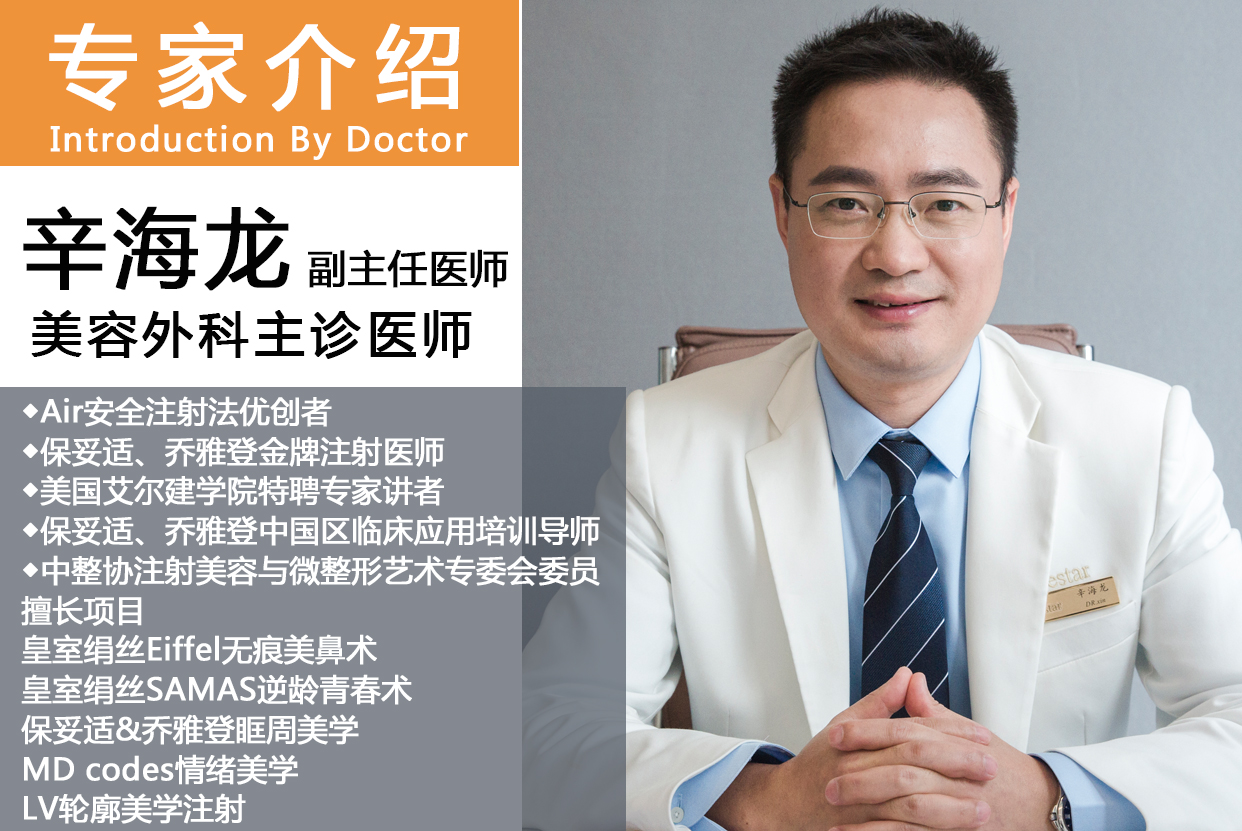 专家介绍
Introduction By Doctor
辛海龙 副主任医师
美容外科主诊医师
◆Air安全注射法优创者
◆保妥适、乔雅登金牌注射医师
◆美国艾尔建学院特聘专家讲者
◆保妥适、乔雅登中国区临床应用培训导师
◆中整协注射美容与微整形艺术专委会委员
擅长项目
皇室绢丝Eiffel无痕美鼻术
皇室绢丝SAMAS逆龄青春术
保妥适&乔雅登眶周美学
MD codes情绪美学
LV轮廓美学注射
estar
辛海龙